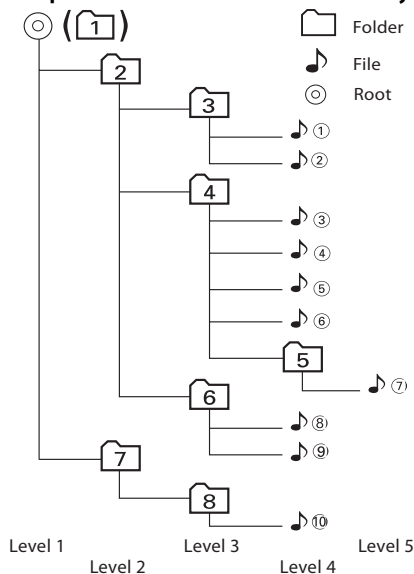 (1)
Folder
2
File
Root
3
①
②
4
③
④
⑤
⑥
5
⑦
6
⑧
⑨
7
8
⑩
Level 1
Level 2
Level 3
Level 4
Level 5